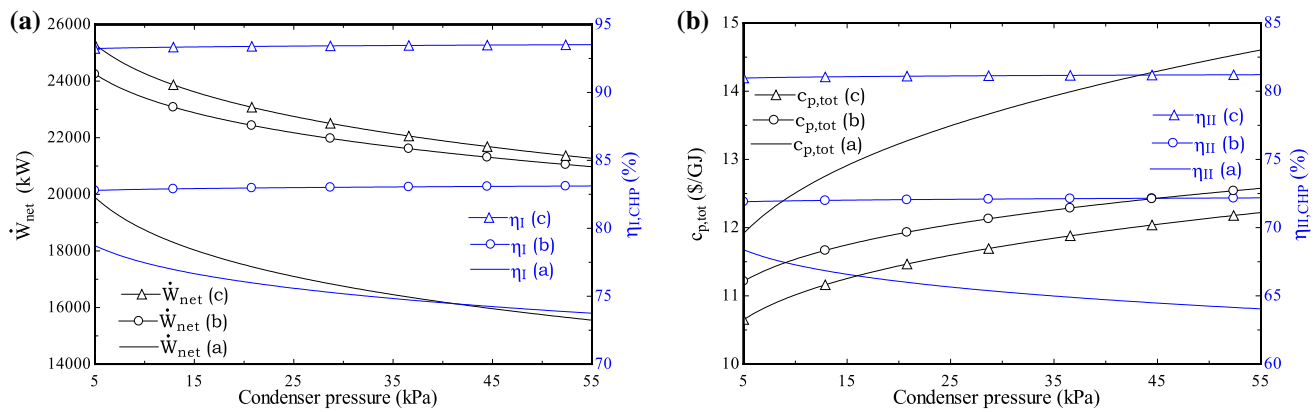 (a)
26000
24000
22000
20000
18000
16000
14000
Ẇnet (kW)
95
90
85
80
75
70
ηI,CHP (%)
ηI (c)
ηI (b)
ηI (a)
Ẇnet (c)
Ẇnet (b)
Ẇnet (a)
5 15 25 35 45 55
Condenser pressure (kPa)
(b)
15
14
13
12
11
10
cp,tot ($/GJ)
85
80
75
70
65
60
ηII,CHP (%)
cp,tot (c)
cp,tot (b)
cp,tot (a)
ηII (c)
ηII (b)
ηII (a)
5 15 25 35 45 55
Condenser pressure (kPa)